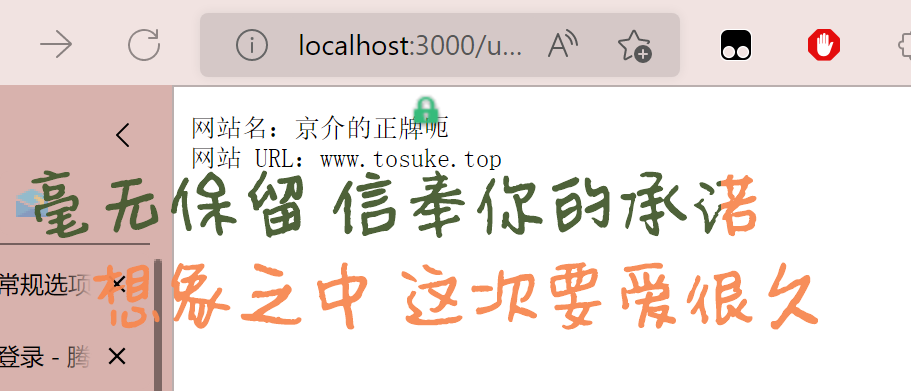 localhost:3000/u...
网站名：京介的正牌呃
网站 URL：www.tosuke.top
毫无保留 信奉你的承诺
想象之中 这次要爱很久
常规选项
登录 - 腾